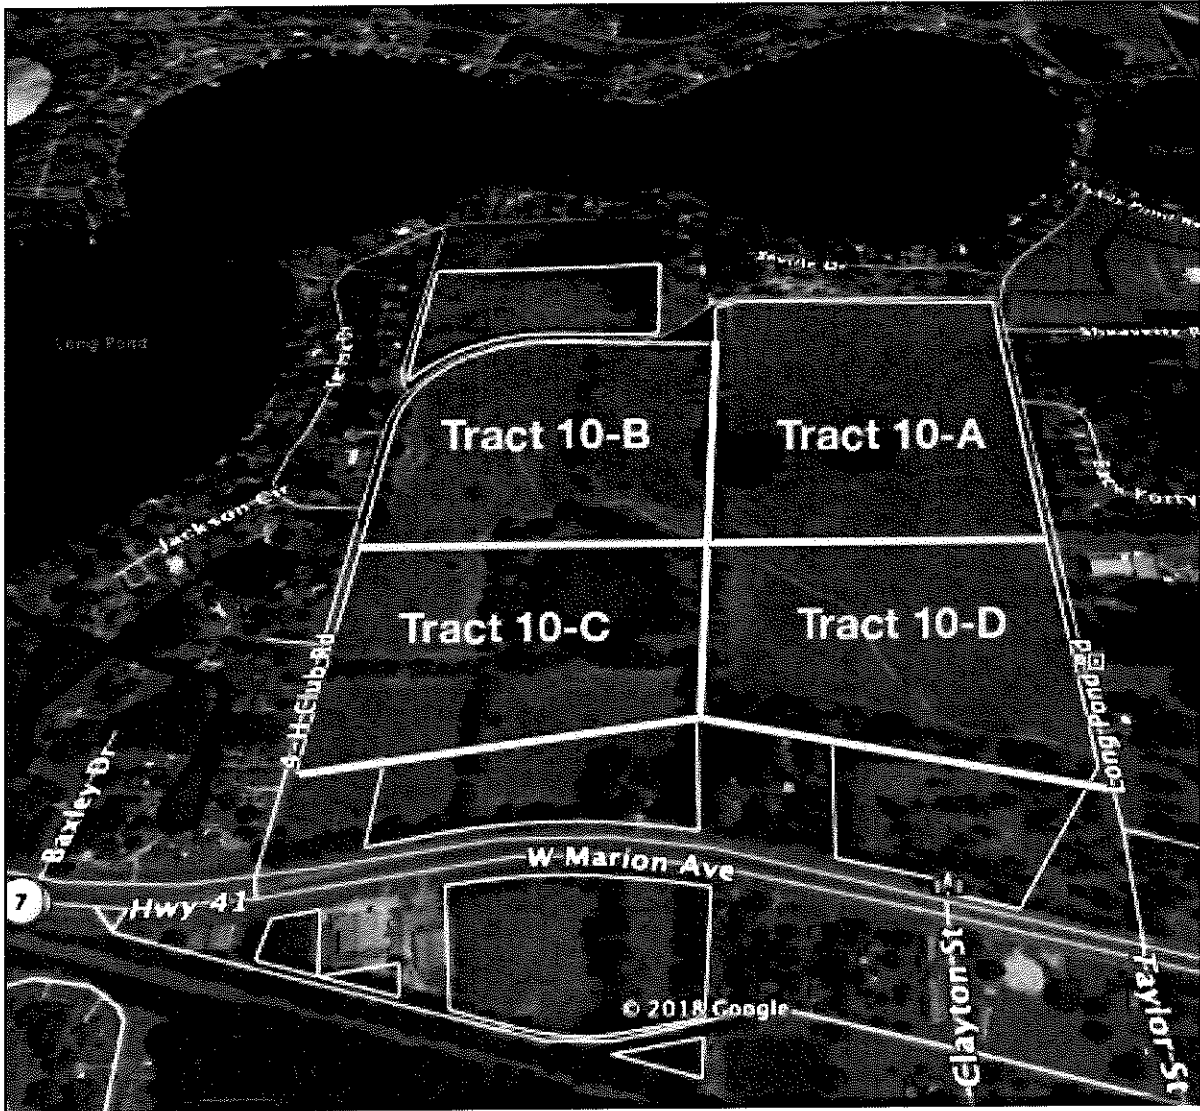 Long Pond
Tract 10-B
Tract 10-A
Jackson
Forty
Tract 10-C
Tract 10-D
4-H Club Rd
Long Pond Rd
Baxley Dr
W Marion Ave
7
Hwy 41
Clayton St
Taylor St
© 2018 Google